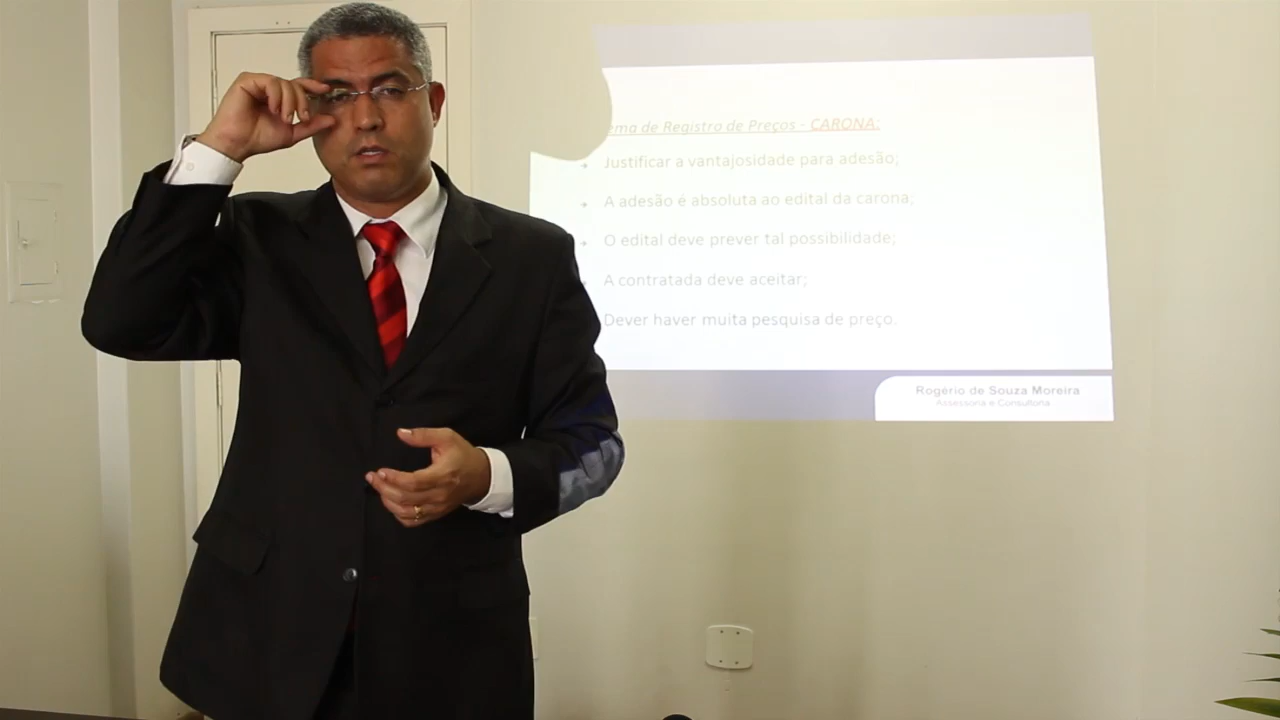 ema de Registro de Preços - CARONA:
Justificar a vantajosidade para adesão;
A adesão é absoluta ao edital da carona;
O edital deve prever tal possibilidade;
A contratada deve aceitar;
Dever haver muita pesquisa de preço.
Rogério de Souza Moreira
Assessoria e Consultoria